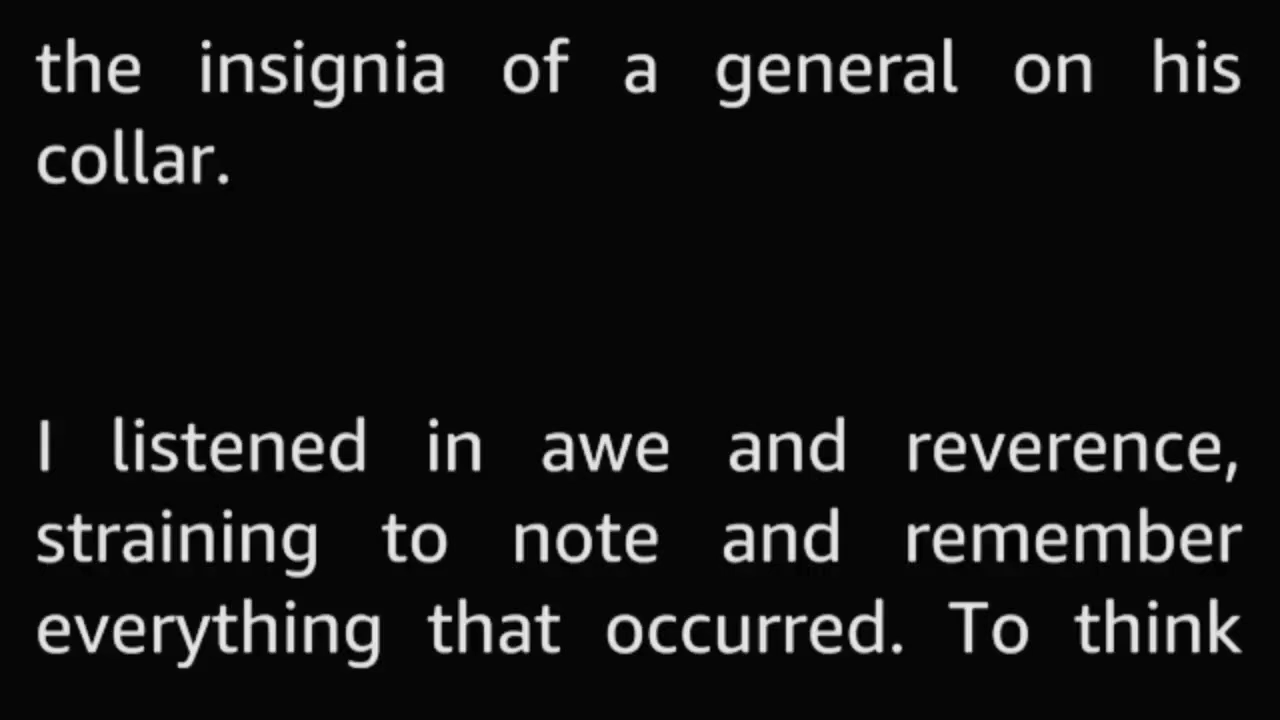 the insignia of a general on his
collar.
I listened in awe and reverence,
straining to note and remember
everything that occurred. To think